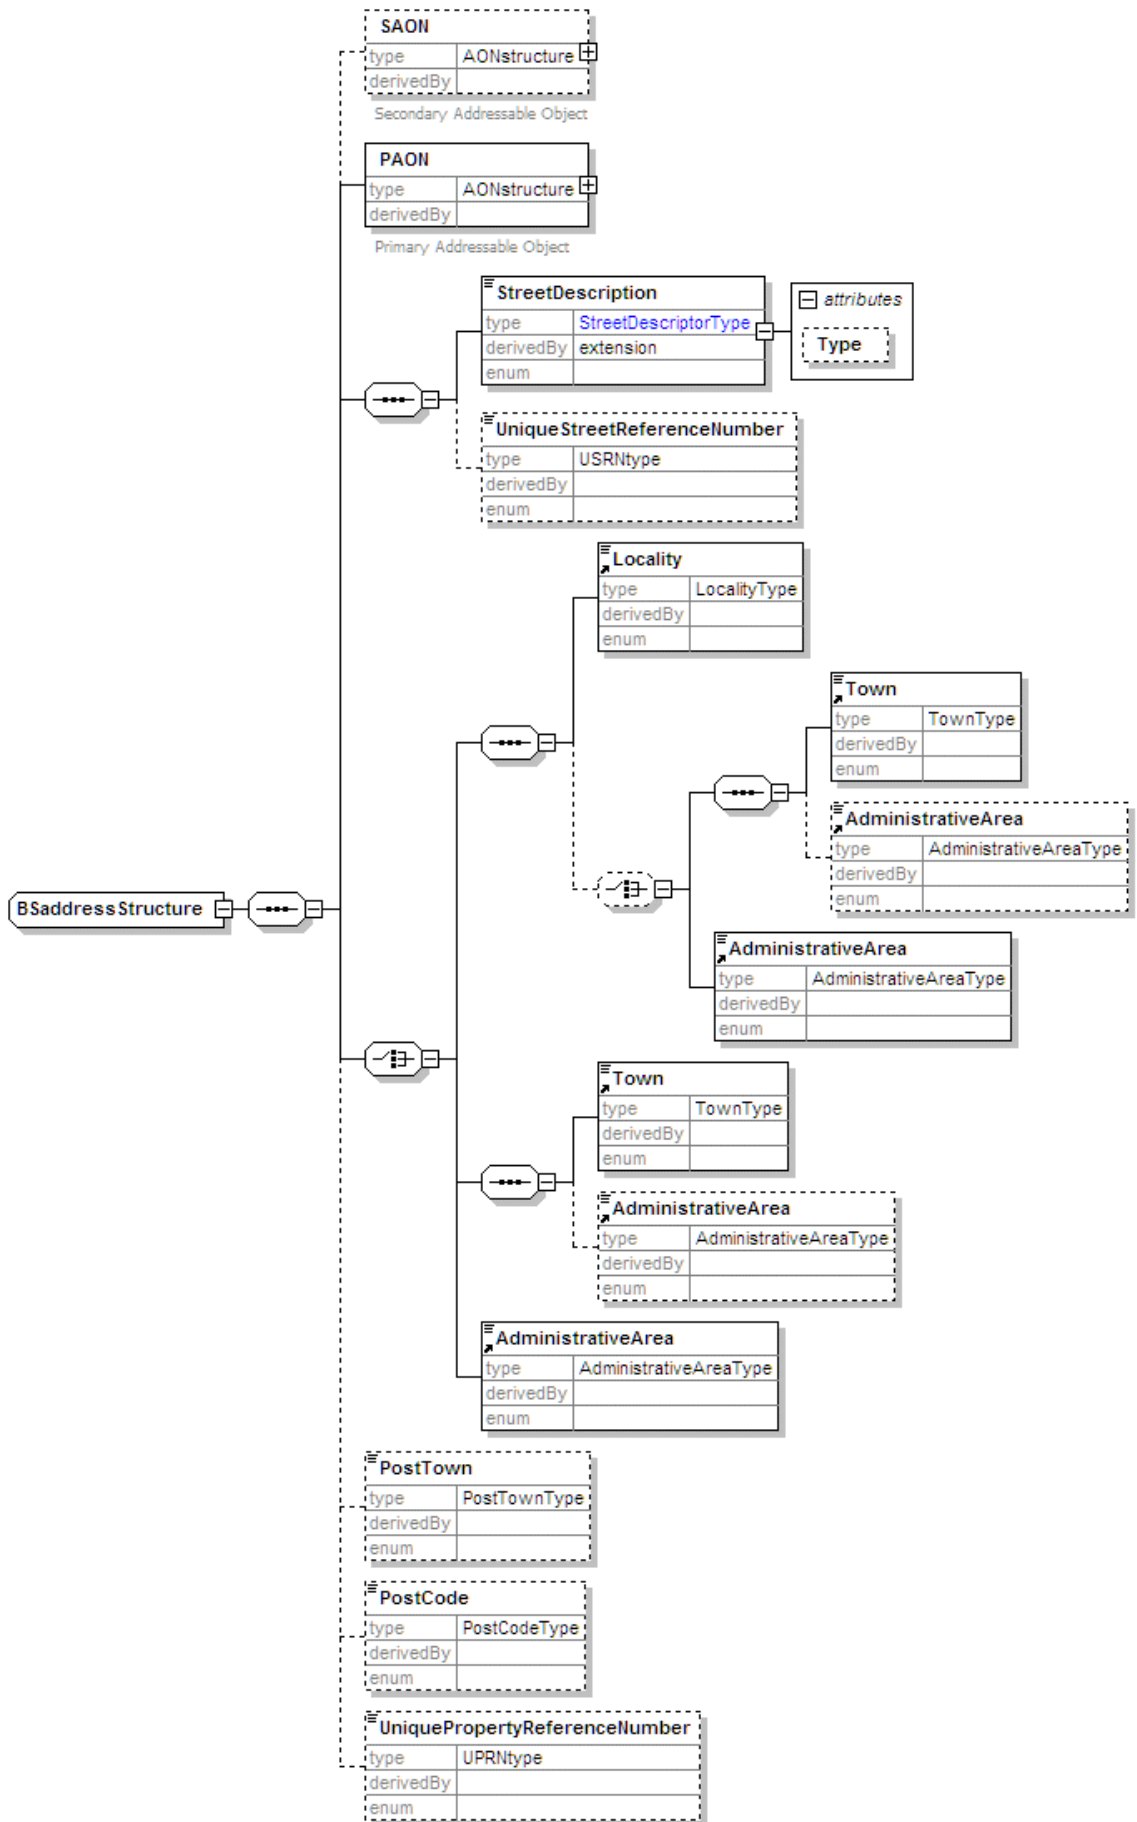 SAON
type AONstructure
derivedBy
Secondary Addressable Object
PAON
type AONstructure
derivedBy
Primary Addressable Object
StreetDescription
type StreetDescriptorType
derivedBy extension
enum
attributes
Type
UniqueStreetReferenceNumber
type USRNtype
derivedBy
enum
Locality
type LocalityType
derivedBy
enum
Town
type TownType
derivedBy
enum
AdministrativeArea
type AdministrativeAreaType
derivedBy
enum
BSaddressStructure
AdministrativeArea
type AdministrativeAreaType
derivedBy
enum
Town
type TownType
derivedBy
enum
AdministrativeArea
type AdministrativeAreaType
derivedBy
enum
AdministrativeArea
type AdministrativeAreaType
derivedBy
enum
PostTown
type PostTownType
derivedBy
enum
PostCode
type PostCodeType
derivedBy
enum
UniquePropertyReferenceNumber
type UPRNtype
derivedBy
enum